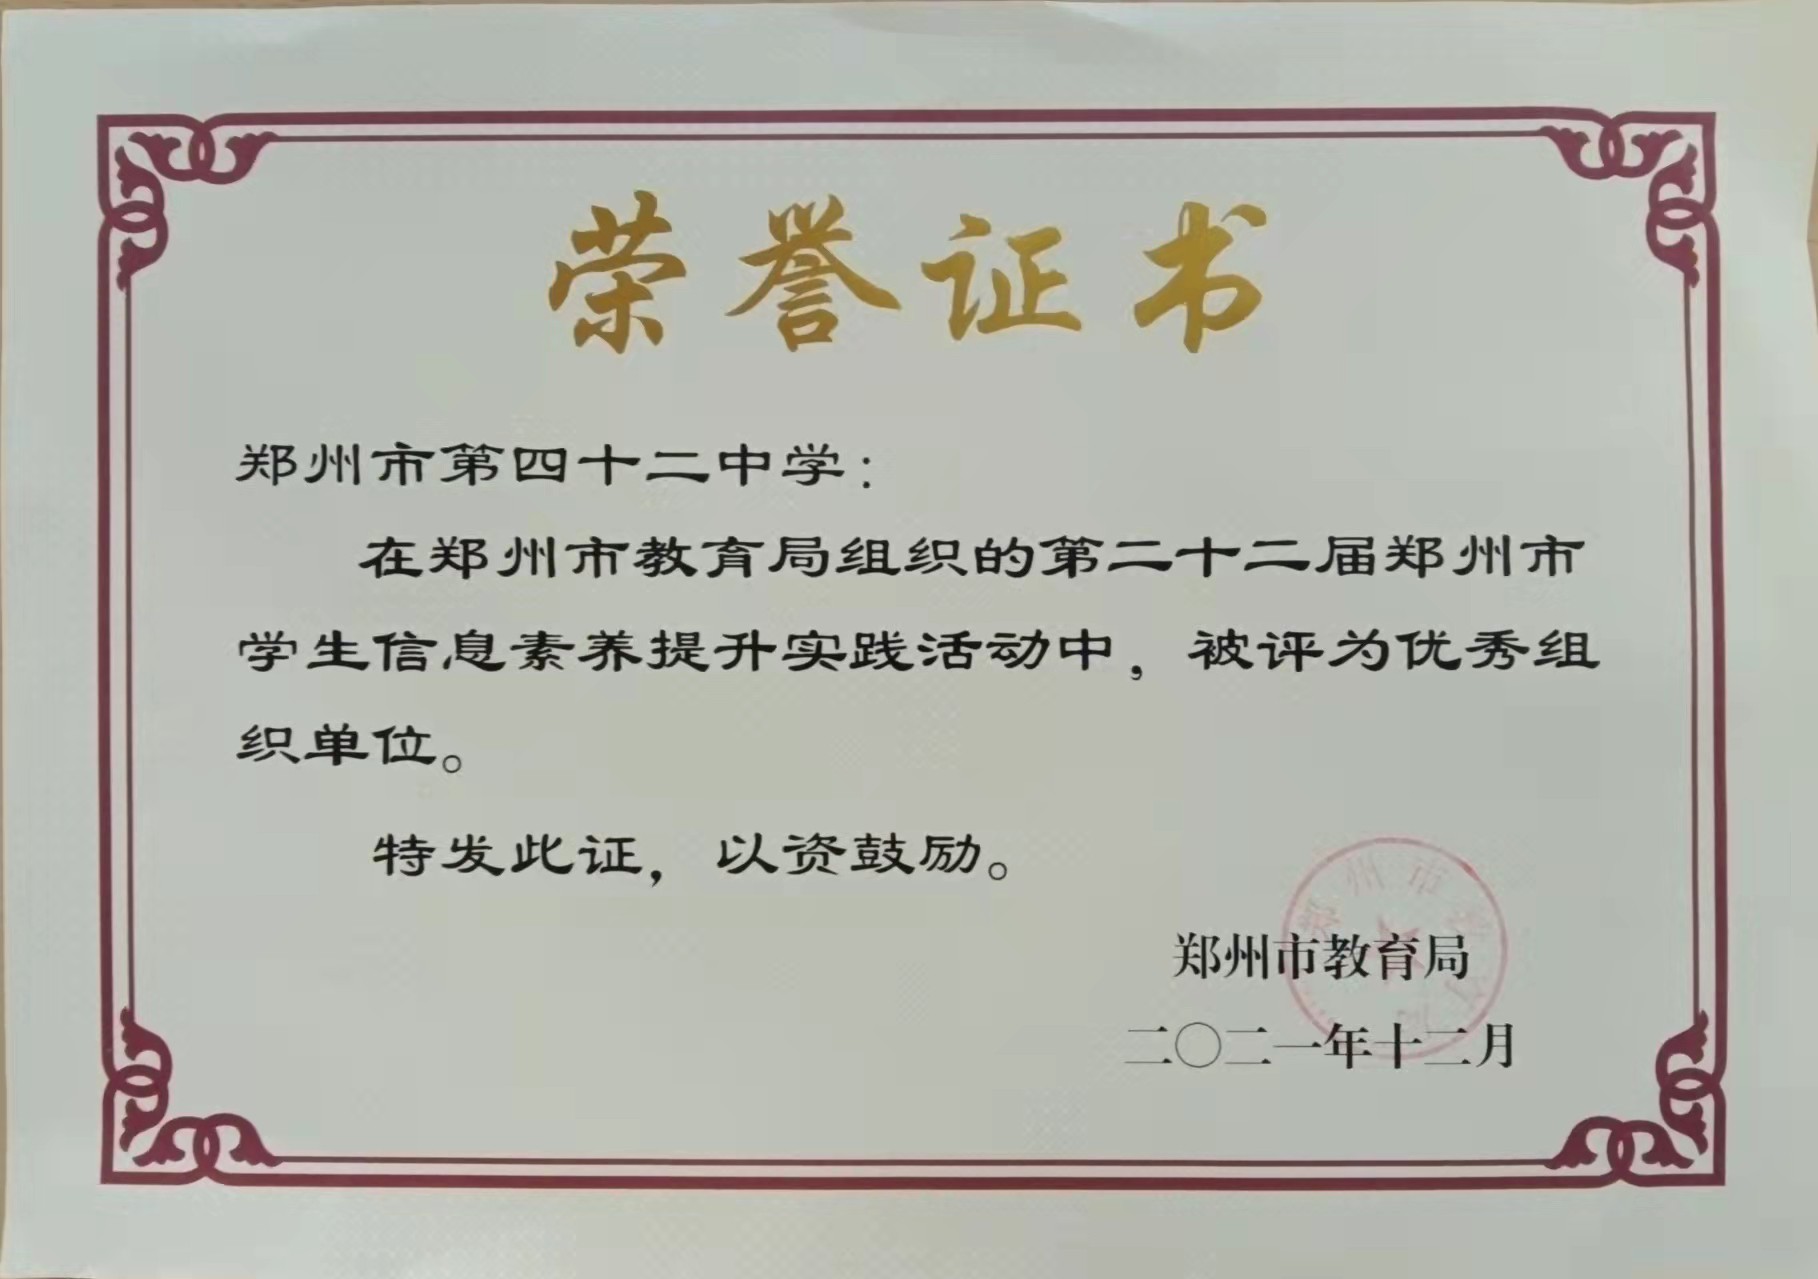 荣誉证书
郑州市第四十二中学：
在郑州市教育局组织的第二十二届郑州市
学生信息素养提升实践活动中，被评为优秀组
织单位。
特发此证，以资鼓励。
郑州市教育局
二〇二一年十二月